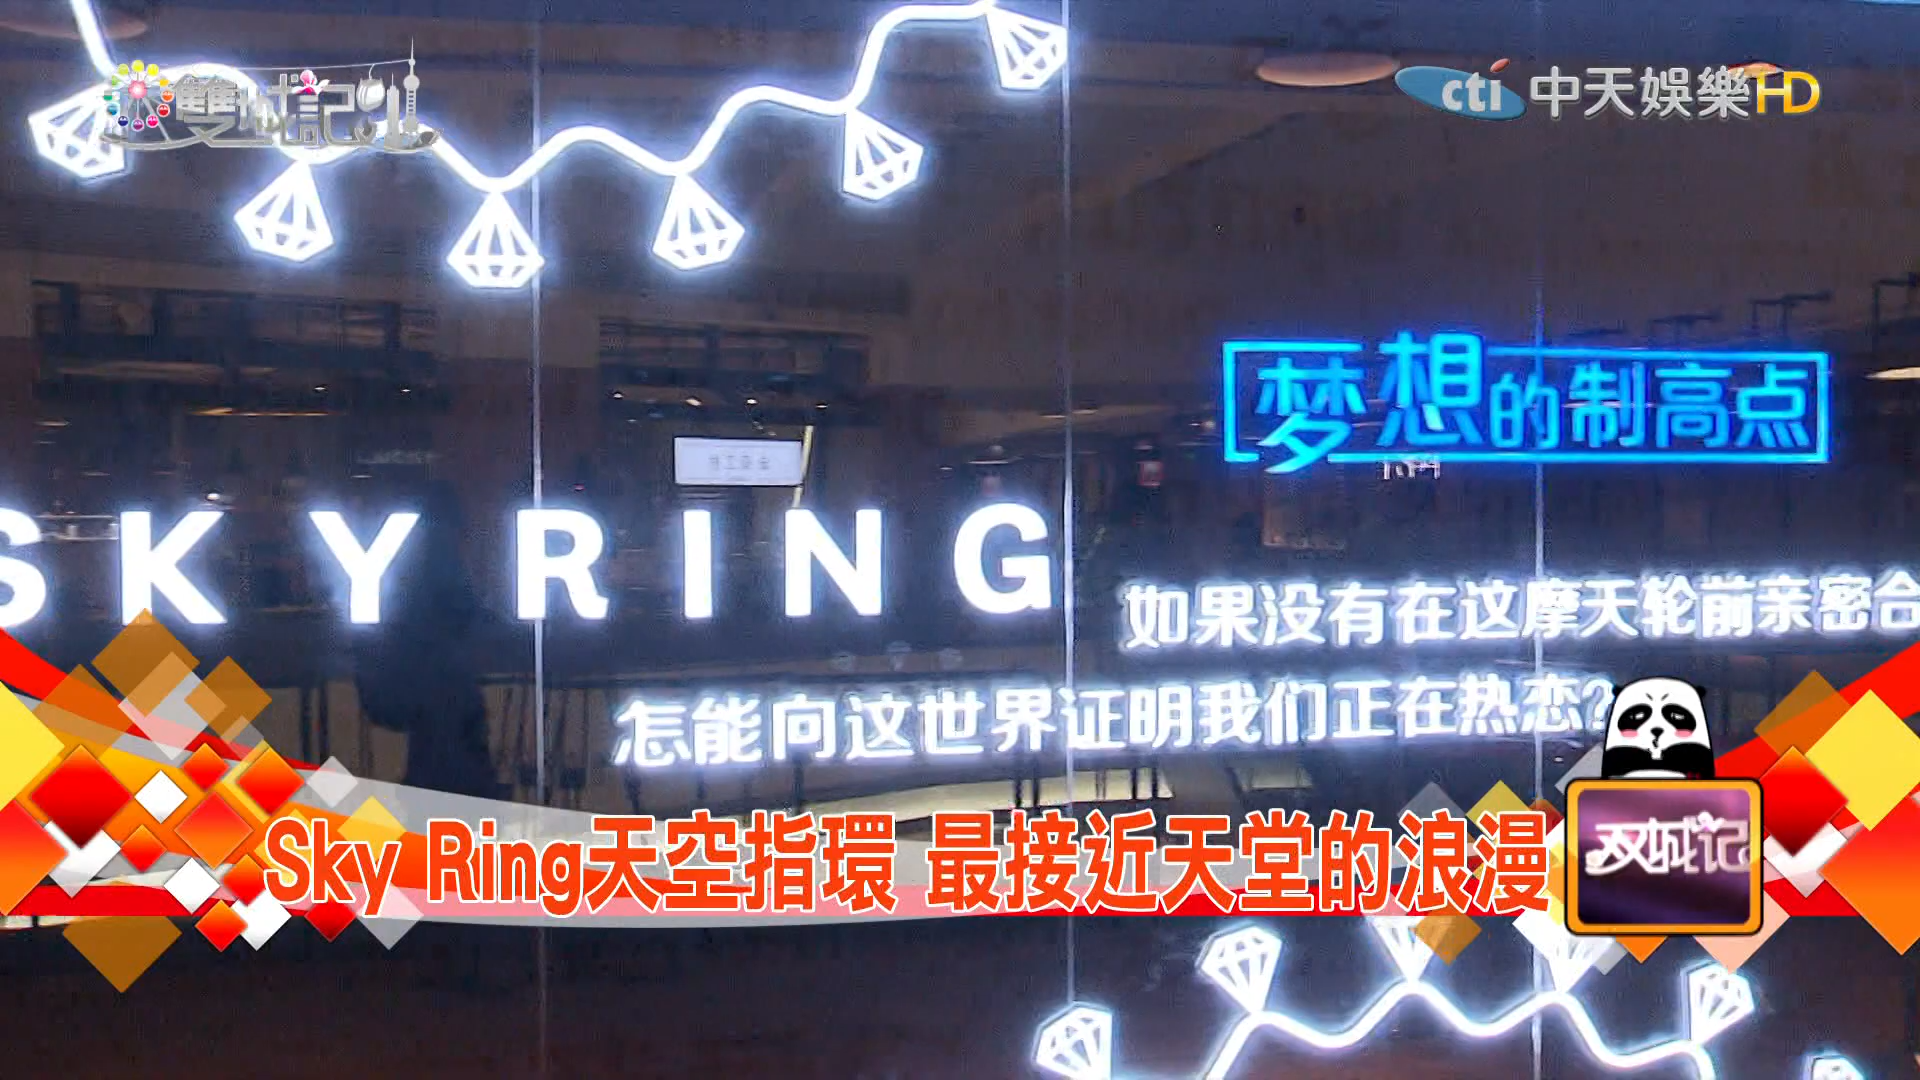 雙城記
cti 中天娛樂HD
梦想的制高点
SKYRING
如果没有在这摩天轮前亲密合
怎能向这世界证明我们正在热恋?
Sky Ring天空指環 最接近天堂的浪漫
双城记